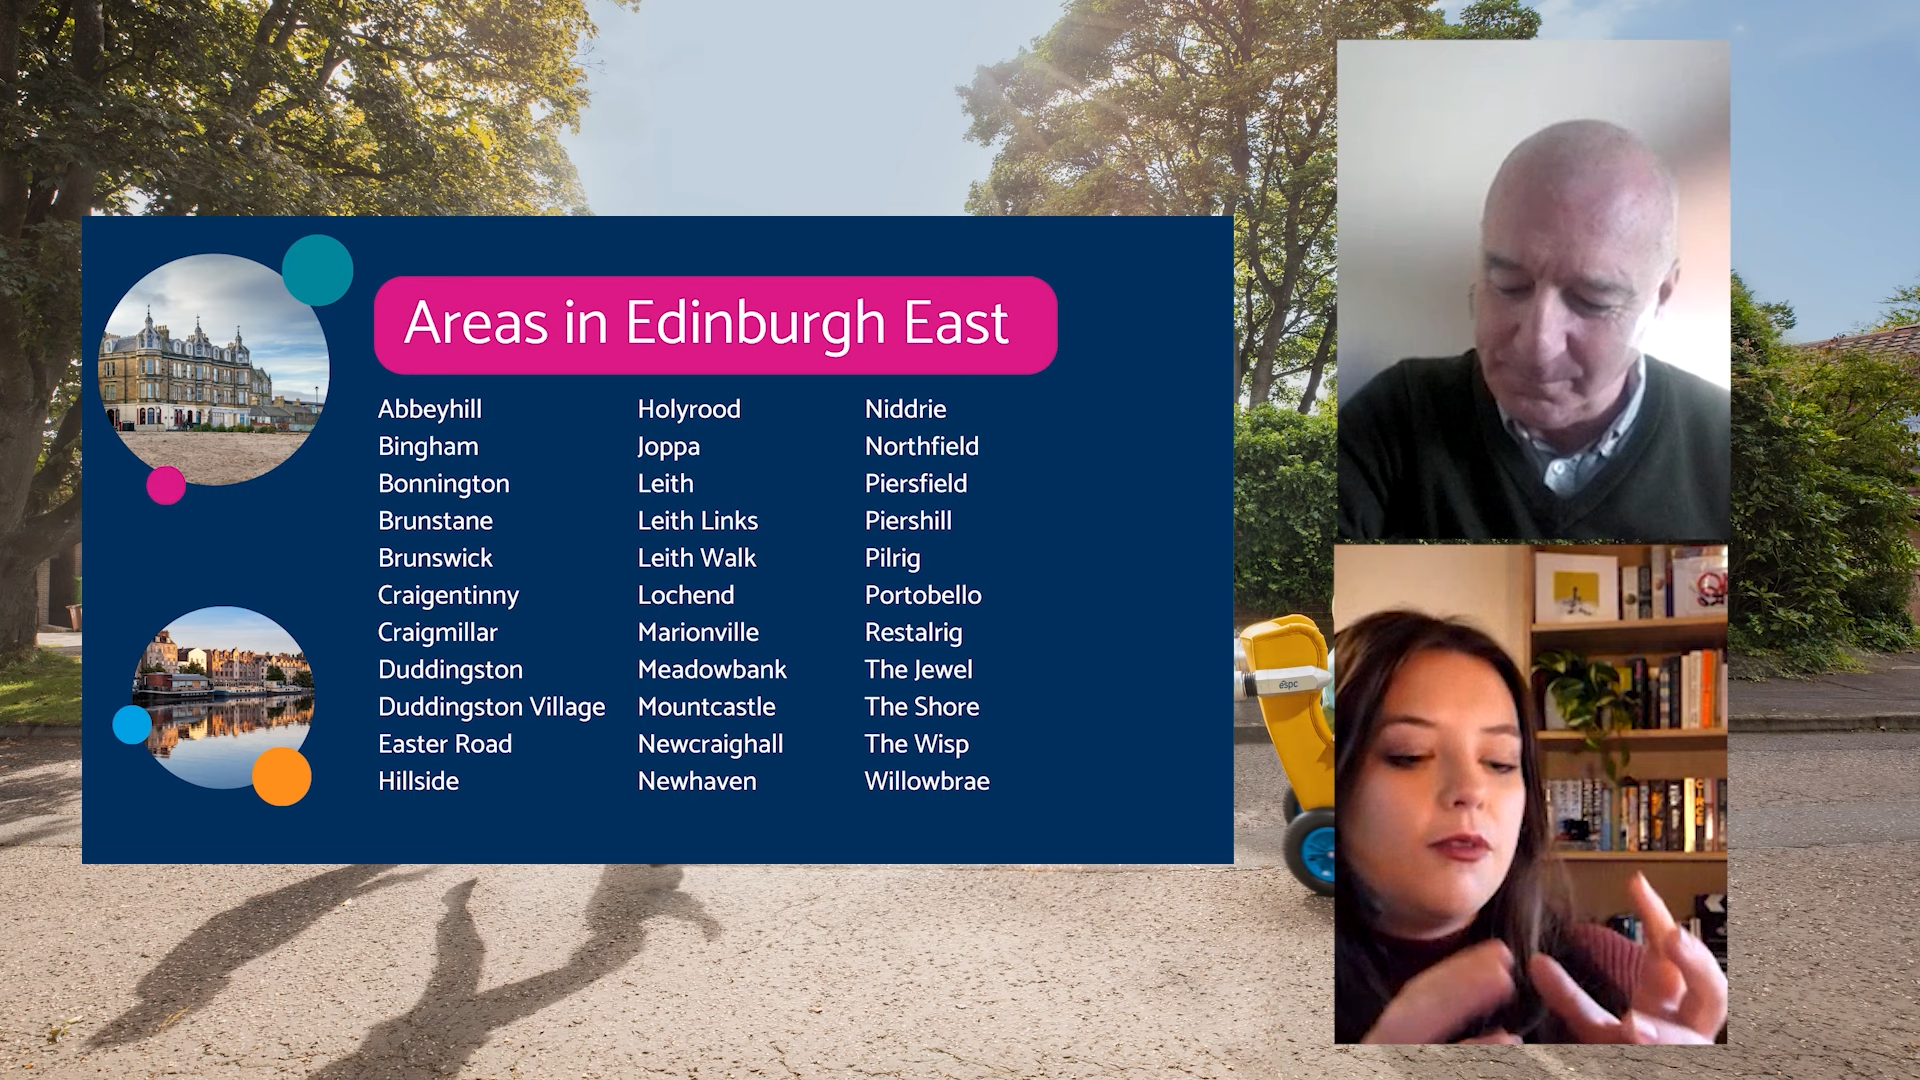 Areas in Edinburgh East
Abbeyhill
Bingham
Bonnington
Brunstane
Brunswick
Craigentinny
Craigmillar
Duddingston
Duddingston Village
Easter Road
Hillside
Holyrood
Joppa
Leith
Leith Links
Leith Walk
Lochend
Marionville
Meadowbank
Mountcastle
Newcraighall
Newhaven
Niddrie
Northfield
Piersfield
Piershill
Pilrig
Portobello
Restalrig
The Jewel
The Shore
The Wisp
Willowbrae
espc